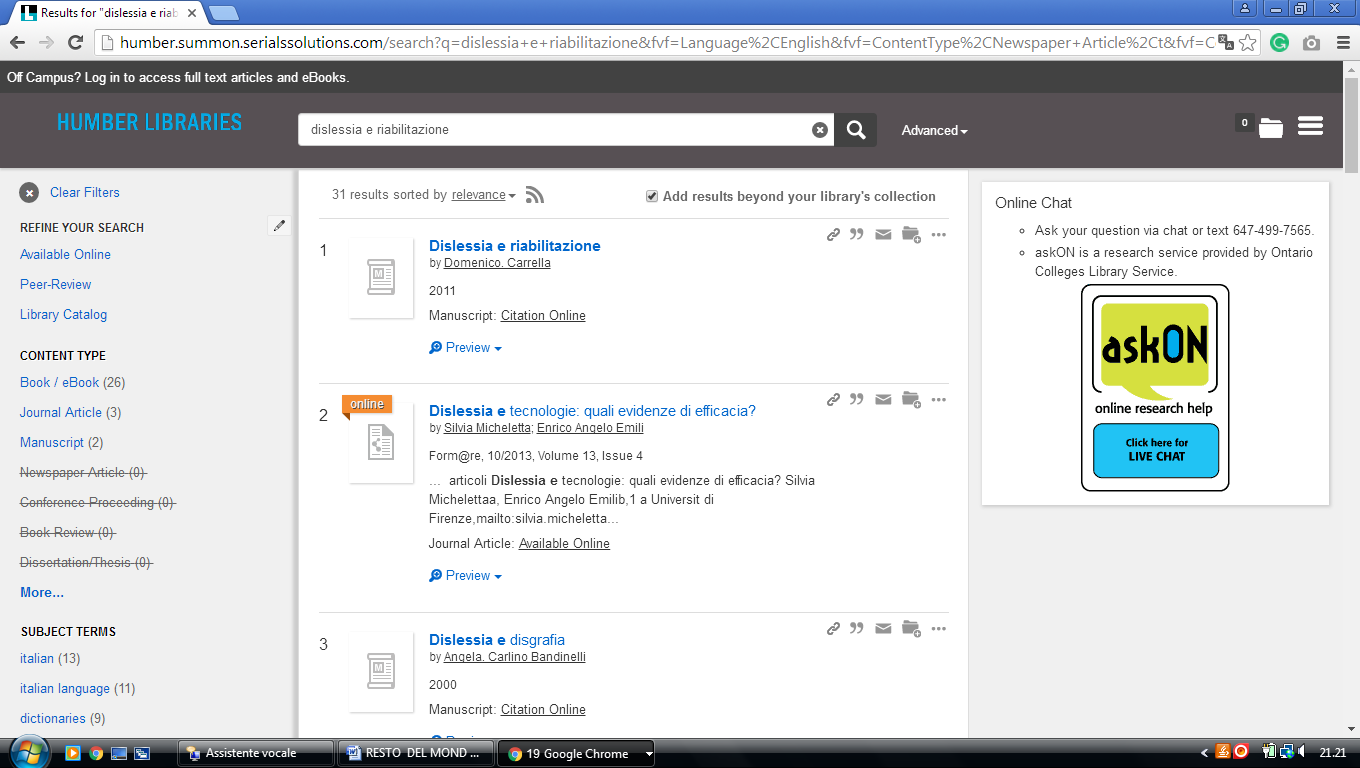 Results for "dislessia e riab
humber.summon.serialssolutions.com/search?q=dislessia+e+riabilitazione&fvf=Language%2CEnglish&fvf=ContentType%2CNewspaper+Article%2Ct&fvf=C
Off Campus? Log in to access full text articles and eBooks.
HUMBER LIBRARIES
dislessia e riabilitazione
Advanced
0
Clear Filters
REFINE YOUR SEARCH
Available Online
Peer-Review
Library Catalog
CONTENT TYPE
Book / eBook (26)
Journal Article (3)
Manuscript (2)
Newspaper Article (0)
Conference Proceeding (0)
Book Review (0)
Dissertation/Thesis (0)
More...
SUBJECT TERMS
italian (13)
italian language (11)
dictionaries (9)
31 results sorted by relevance
Add results beyond your library's collection
1
Dislessia e riabilitazione
by Domenico. Carrella
2011
Manuscript: Citation Online
Preview
2
online
Dislessia e tecnologie: quali evidenze di efficacia?
by Silvia Micheletta; Enrico Angelo Emili
Form@re, 10/2013, Volume 13, Issue 4
... articoli Dislessia e tecnologie: quali evidenze di efficacia? Silvia
Michelettaa, Enrico Angelo Emilib,1 a Universit di
Firenze,mailto:silvia.micheletta...
Journal Article: Available Online
Preview
3
Dislessia e disgrafia
by Angela. Carlino Bandinelli
2000
Manuscript: Citation Online
Online Chat
Ask your question via chat or text 647-499-7565.
askON is a research service provided by Ontario
Colleges Library Service.
askON
online research help
Click here for
LIVE CHAT
Assistente vocale
RESTO DEL MOND ...
19 Google Chrome
21.21